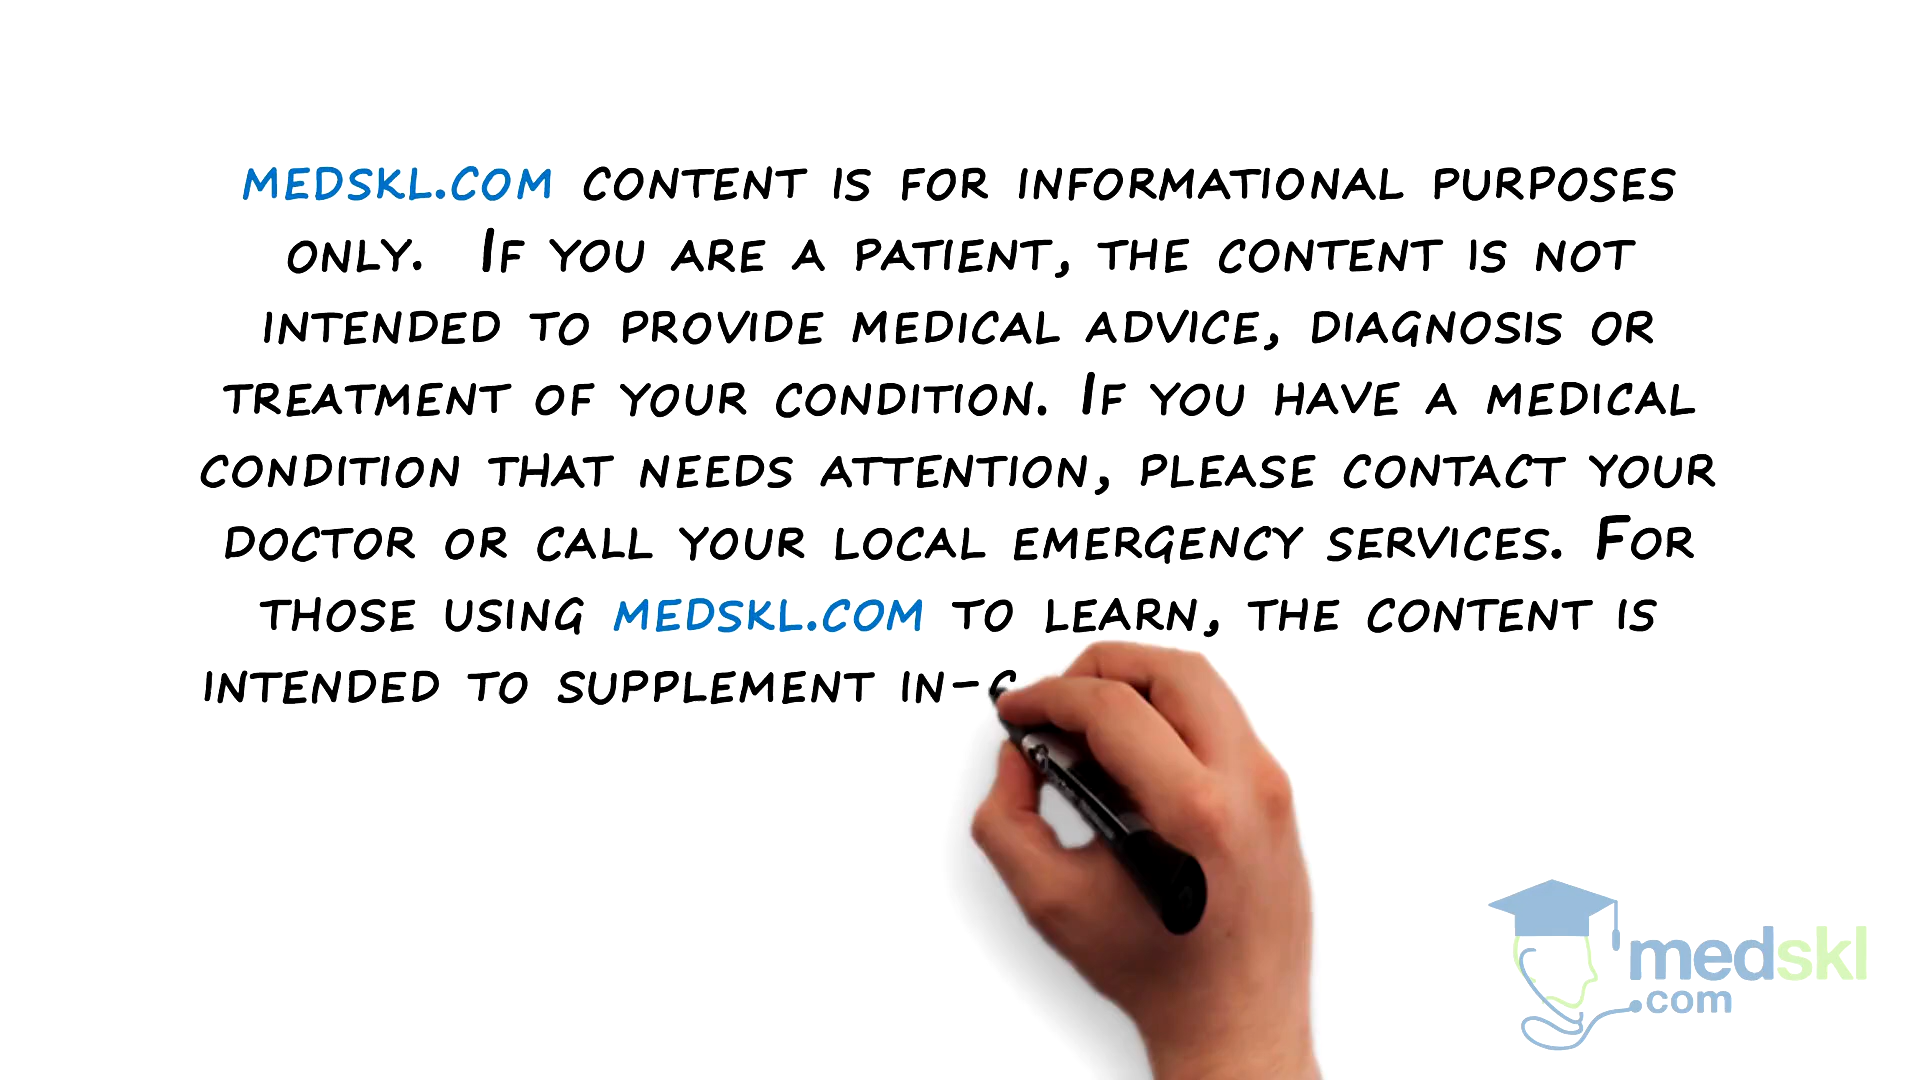 MEDSKL.COM CONTENT IS FOR INFORMATIONAL PURPOSES
ONLY. IF YOU ARE A PATIENT, THE CONTENT IS NOT
INTENDED TO PROVIDE MEDICAL ADVICE, DIAGNOSIS OR
TREATMENT OF YOUR CONDITION. IF YOU HAVE A MEDICAL
CONDITION THAT NEEDS ATTENTION, PLEASE CONTACT YOUR
DOCTOR OR CALL YOUR LOCAL EMERGENCY SERVICES. FOR
THOSE USING MEDSKL.COM TO LEARN, THE CONTENT IS
INTENDED TO SUPPLEMENT IN-C
medskl
.com